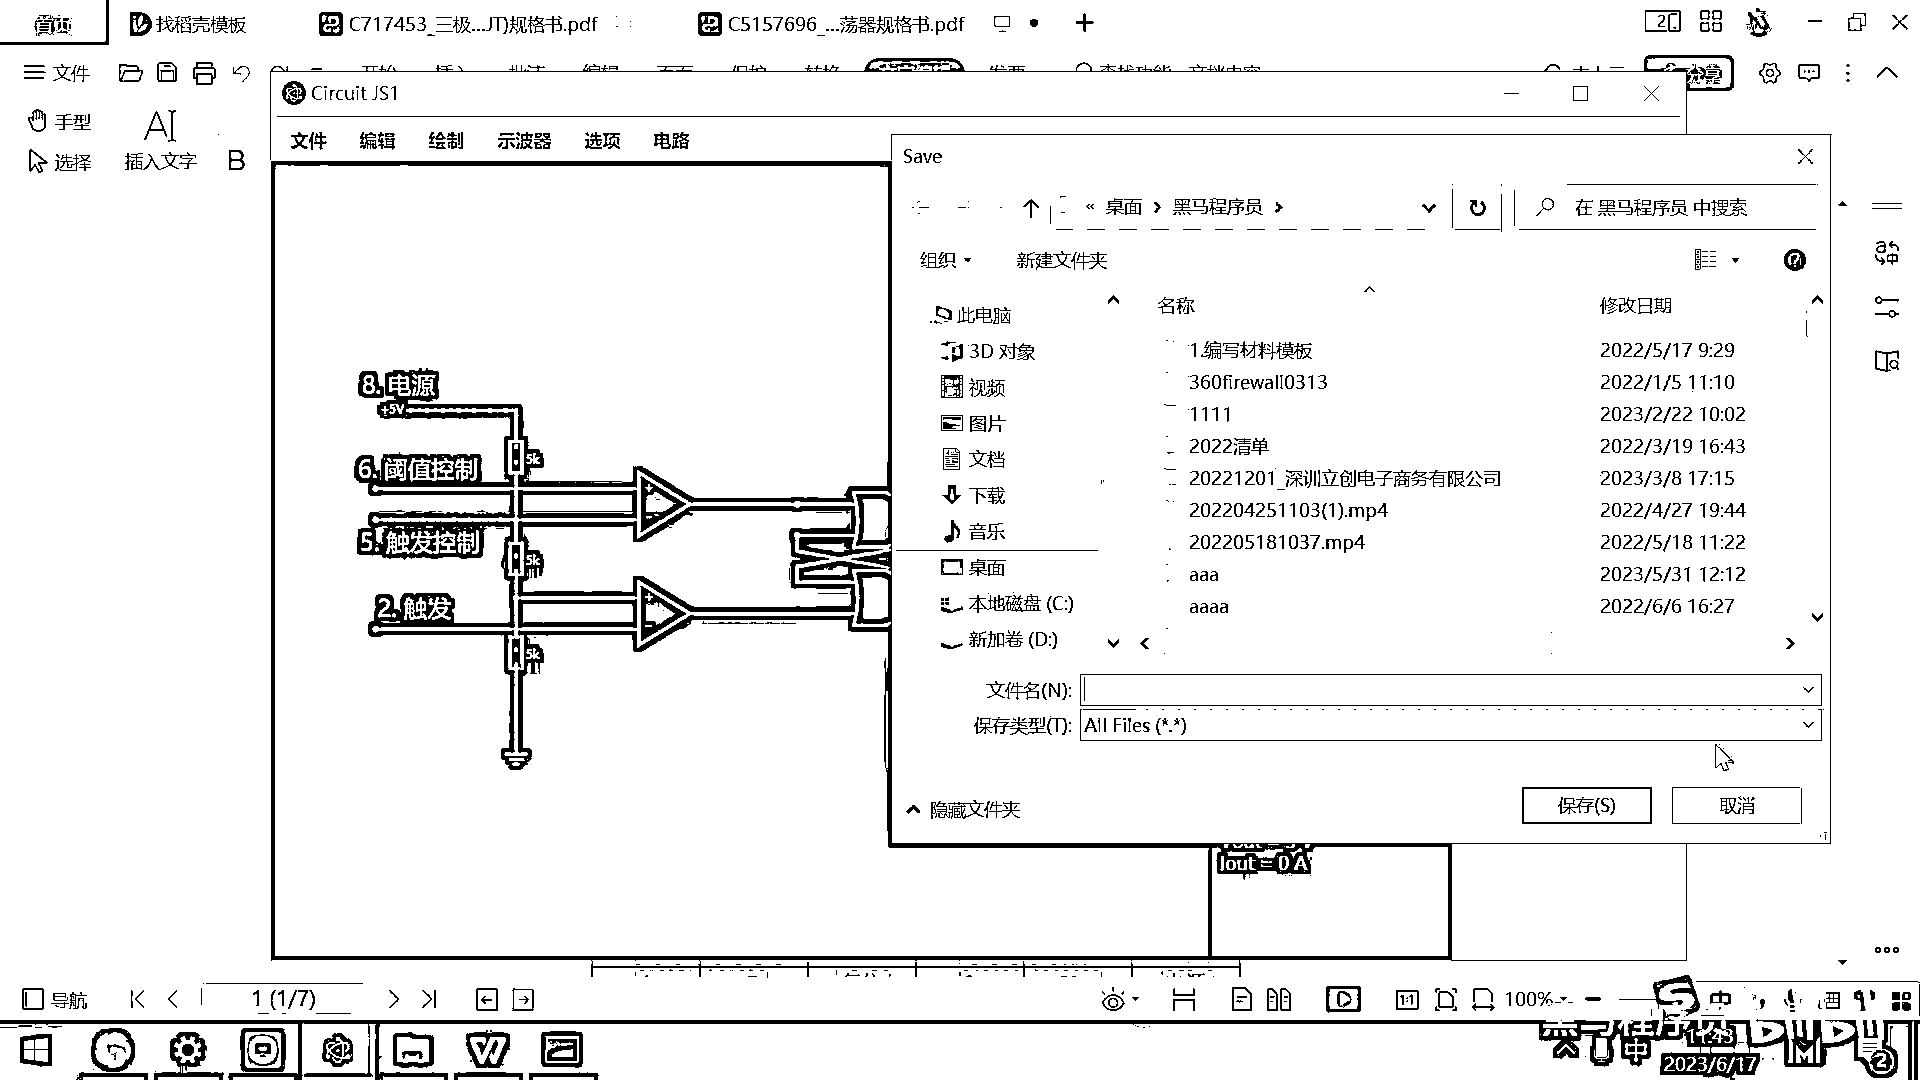 首页
找稻壳模板
C717453_三极...JT)规格书.pdf
C5157696_...荡器规格书.pdf
文件
手型
选择
插入文字
B
Circuit JS1
文件 编辑 绘制 示波器 选项 电路
8. 电源
+5V
5k
6. 阈值控制
5. 触发控制
5k
2. 触发
5k
Save
« 桌面 › 黑马程序员 ›
在 黑马程序员 中搜索
组织
新建文件夹
此电脑
3D 对象
视频
图片
文档
下载
音乐
桌面
本地磁盘 (C:)
新加卷 (D:)
名称 修改日期
1.编写材料模板 2022/5/17 9:29
360firewall0313 2022/1/5 11:10
1111 2023/2/22 10:02
2022清单 2022/3/19 16:43
20221201_深圳立创电子商务有限公司 2023/3/8 17:15
202204251103(1).mp4 2022/4/27 19:44
202205181037.mp4 2022/5/18 11:22
aaa 2023/5/31 12:12
aaaa 2022/6/6 16:27
文件名(N):
保存类型(T): All Files (*.*)
隐藏文件夹
保存(S)
取消
Iout = 0 A
导航
1 (1/7)
1:1
100%
中
中
2023/6/17
2